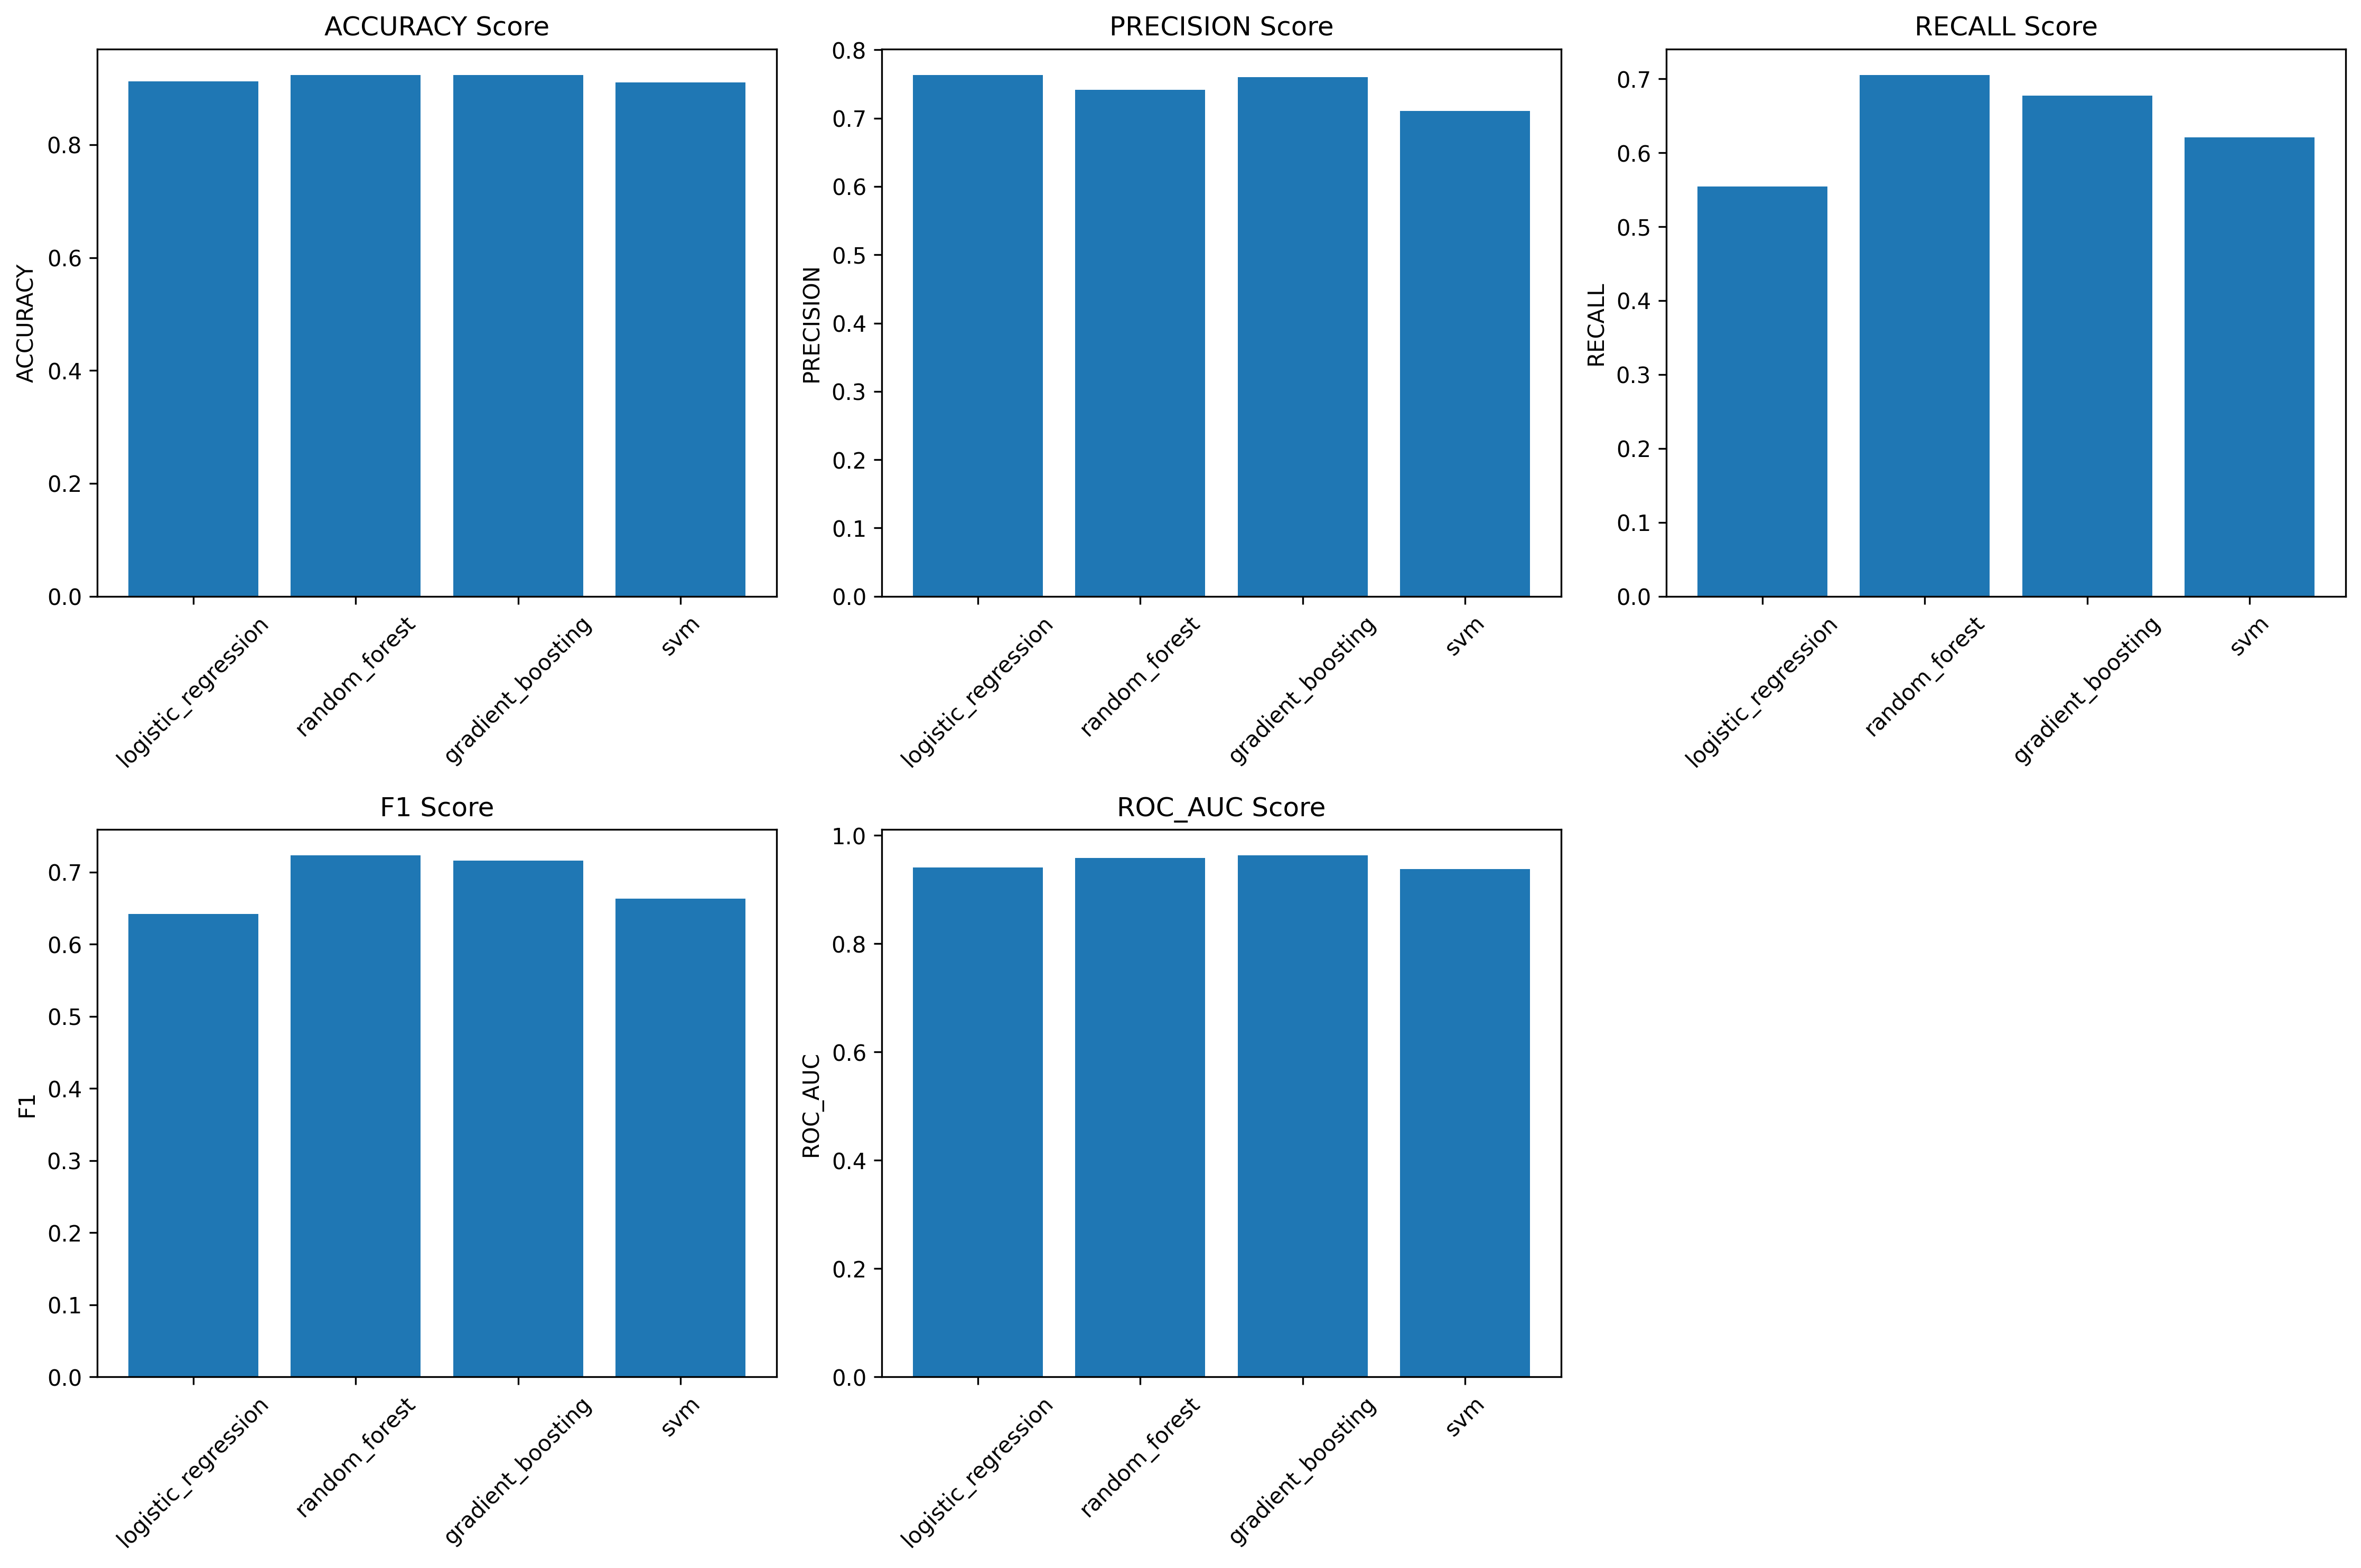 ACCURACY Score
ACCURACY
0.8
0.6
0.4
0.2
0.0
logistic_regression
random_forest
gradient_boosting
svm
PRECISION Score
PRECISION
0.8
0.7
0.6
0.5
0.4
0.3
0.2
0.1
0.0
logistic_regression
random_forest
gradient_boosting
svm
RECALL Score
RECALL
0.7
0.6
0.5
0.4
0.3
0.2
0.1
0.0
logistic_regression
random_forest
gradient_boosting
svm
F1 Score
F1
0.7
0.6
0.5
0.4
0.3
0.2
0.1
0.0
logistic_regression
random_forest
gradient_boosting
svm
ROC_AUC Score
ROC_AUC
1.0
0.8
0.6
0.4
0.2
0.0
logistic_regression
random_forest
gradient_boosting
svm